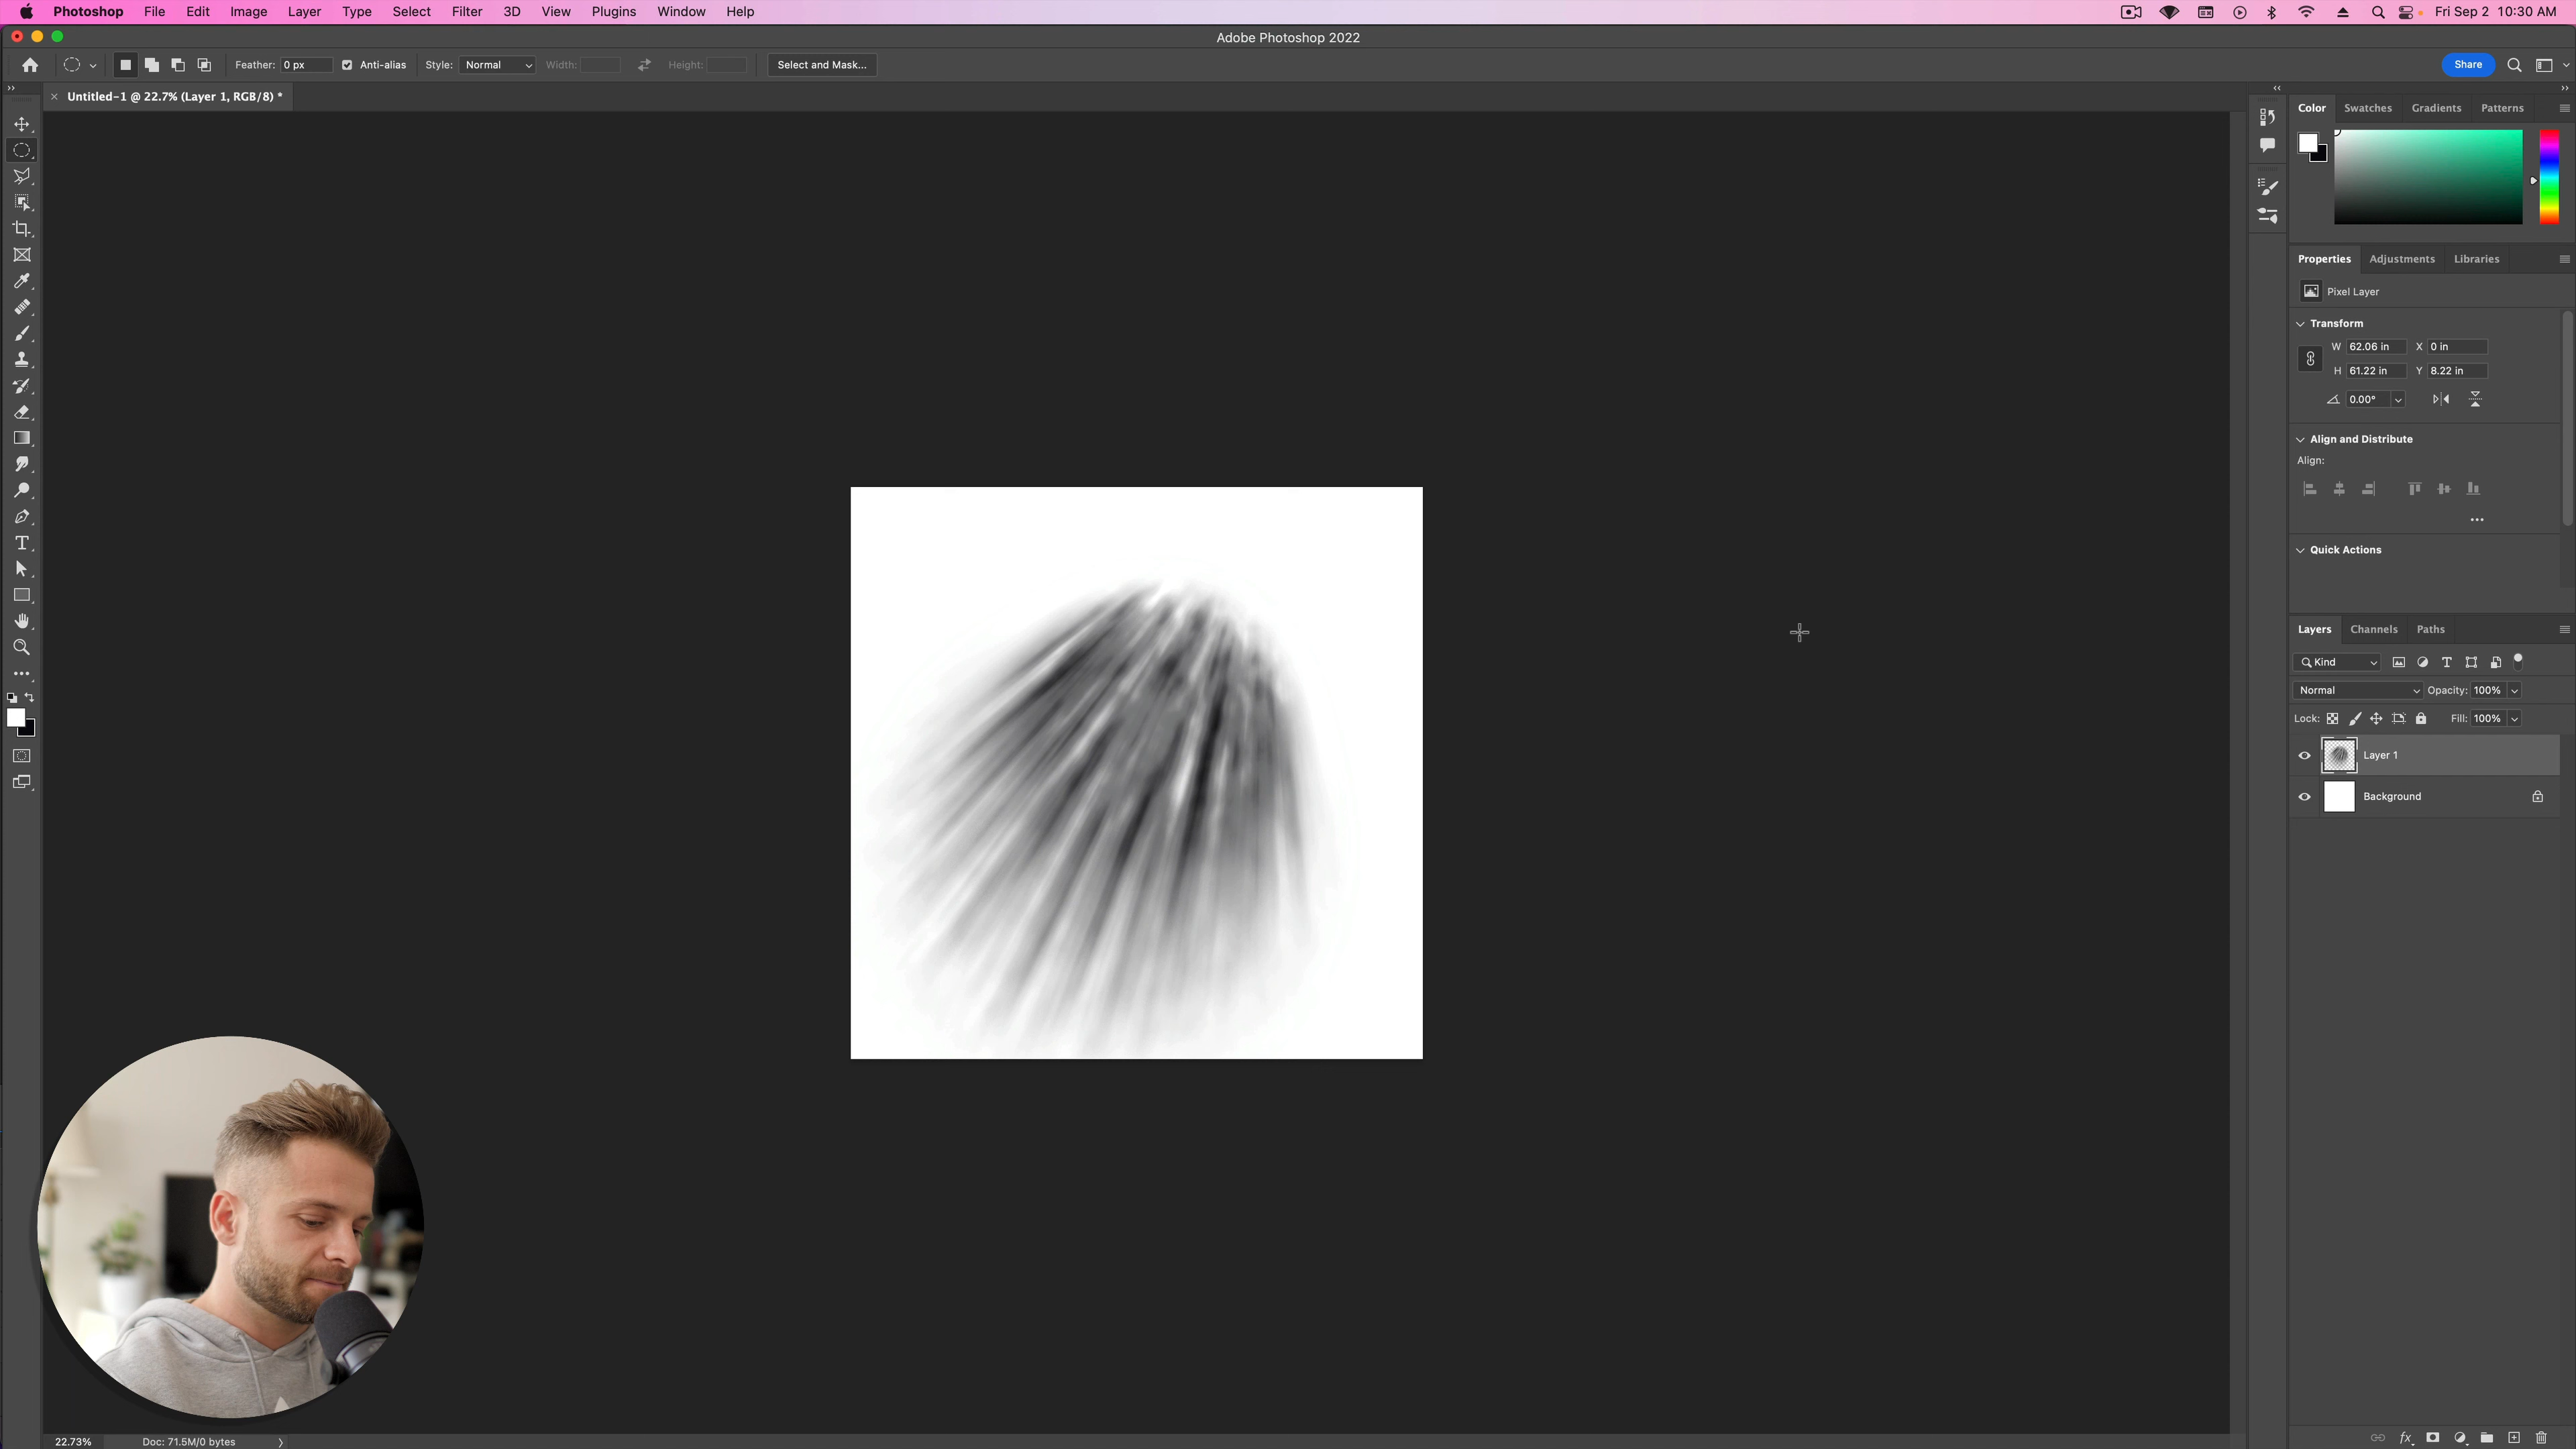 Photoshop File Edit Image Layer Type Select Filter 3D View Plugins Window Help Fri Sep 2 10:30 AM
Adobe Photoshop 2022
Feather: 0 px Anti-alias Style: Normal Width: Height: Select and Mask... Share
Untitled-1 @ 22.7% (Layer 1, RGB/8) *
Color Swatches Gradients Patterns
Properties Adjustments Libraries
Pixel Layer
Transform
W 62.06 in X 0 in
H 61.22 in Y 8.22 in
0.00°
Align and Distribute
Align:
Quick Actions
Layers Channels Paths
Kind
Normal Opacity: 100%
Lock: Fill: 100%
Layer 1
Background
22.73% Doc: 71.5M/0 bytes